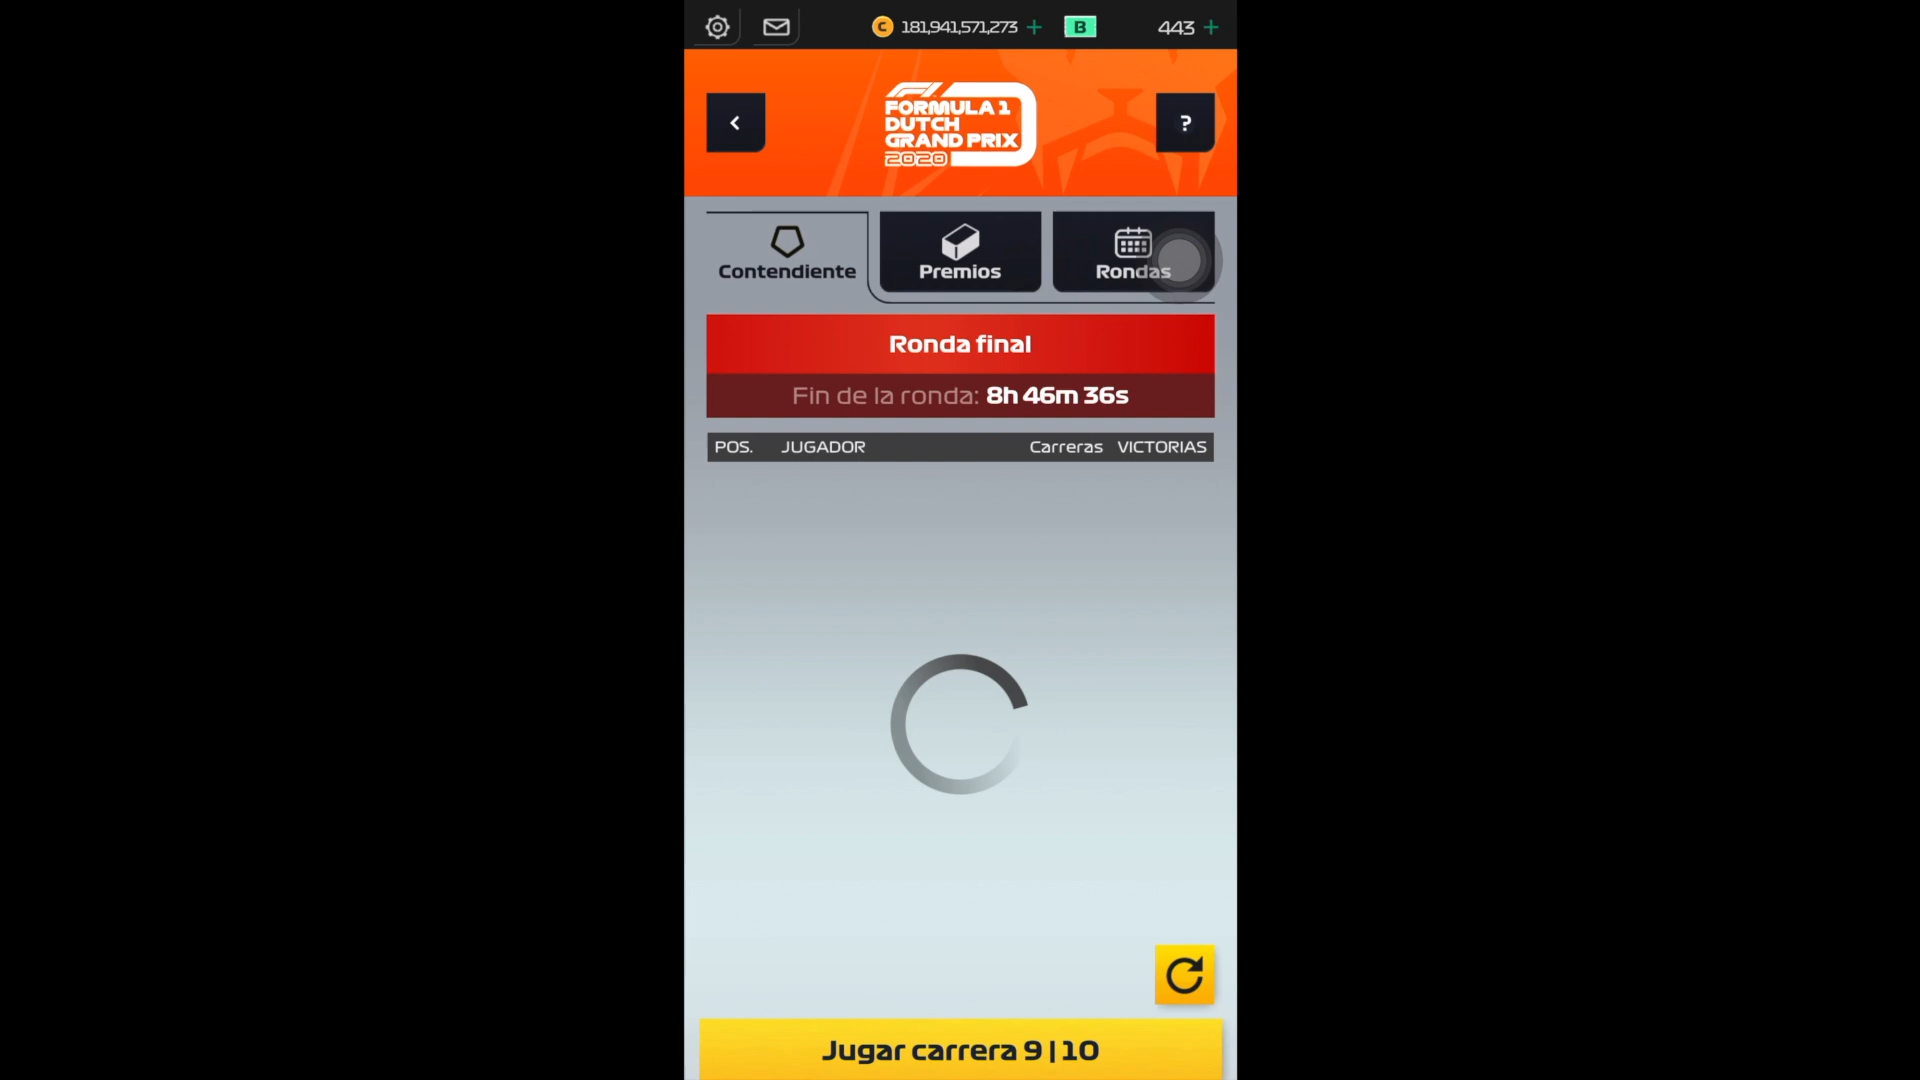 C 181,941,571,273 + B 443 +
F1
FORMULA 1
DUTCH
GRAND PRIX
2020
< ?
Contendiente Premios Rondas
Ronda final
Fin de la ronda: 8h 46m 36s
POS. JUGADOR Carreras VICTORIAS
Jugar carrera 9|10